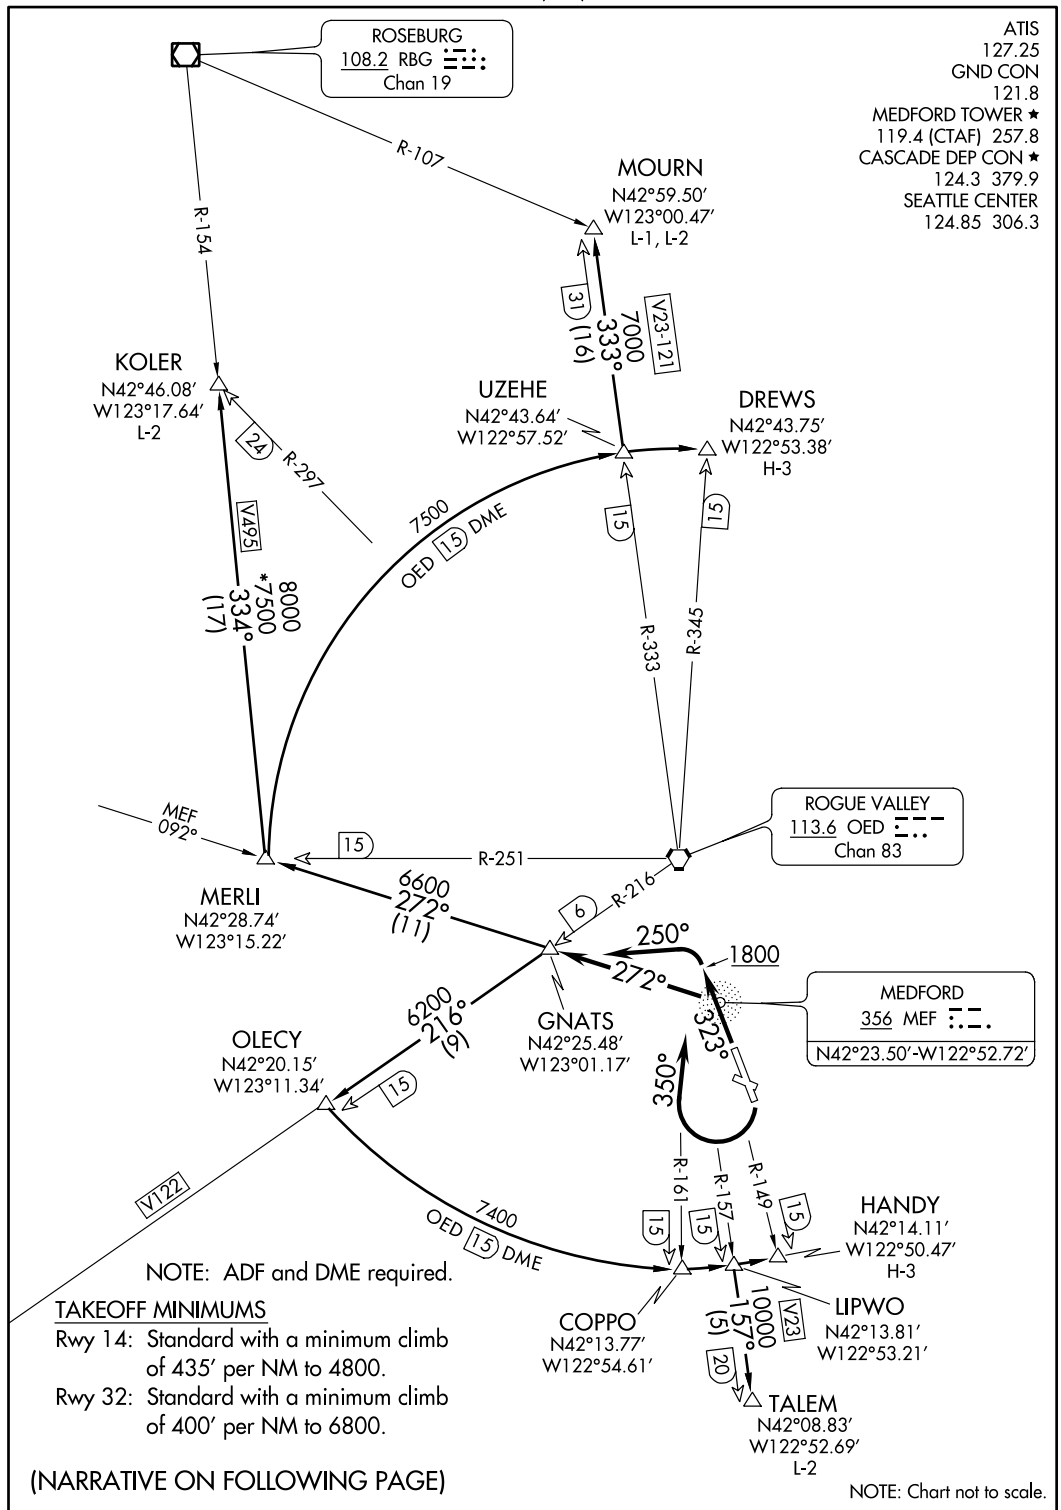 ROSEBURG
108.2 RBG
Chan 19
ATIS
127.25
GND CON
121.8
MEDFORD TOWER ★
119.4 (CTAF) 257.8
CASCADE DEP CON ★
124.3 379.9
SEATTLE CENTER
124.85 306.3
R-107
R-154
MOURN
N42°59.50′
W123°00.47′
L-1, L-2
31
(16)
333°
7000
V23-121
KOLER
N42°46.08′
W123°17.64′
L-2
24
R-297
UZEHE
N42°43.64′
W122°57.52′
DREWS
N42°43.75′
W122°53.38′
H-3
15
15
7500
OED 15 DME
V495
8000
*7500
334°
(17)
R-333
R-345
MEF
092°
15
R-251
ROGUE VALLEY
113.6 OED
Chan 83
MERLI
N42°28.74′
W123°15.22′
6600
272°
(11)
R-216
6
250°
1800
272°
323°
MEDFORD
356 MEF
N42°23.50′-W122°52.72′
GNATS
N42°25.48′
W123°01.17′
6200
216°
(9)
OLECY
N42°20.15′
W123°11.34′
15
350°
V122
R-161
R-157
R-149
7400
OED 15 DME
15
15
15
HANDY
N42°14.11′
W122°50.47′
H-3
COPPO
N42°13.77′
W122°54.61′
LIPWO
N42°13.81′
W122°53.21′
V23
10000
157°
(5)
20
TALEM
N42°08.83′
W122°52.69′
L-2
NOTE: ADF and DME required.
TAKEOFF MINIMUMS
Rwy 14: Standard with a minimum climb
of 435′ per NM to 4800.
Rwy 32: Standard with a minimum climb
of 400′ per NM to 6800.
(NARRATIVE ON FOLLOWING PAGE)
NOTE: Chart not to scale.